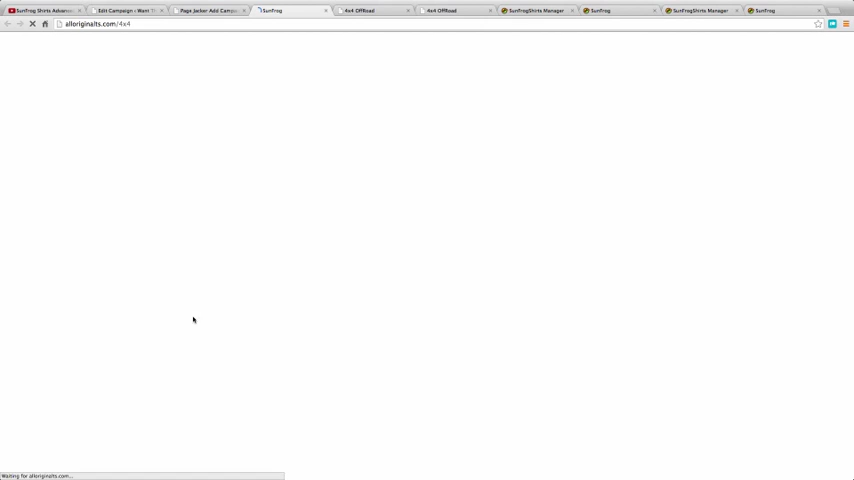 SunFrog Shirts Advance
Edit Campaign ‹ Want Th
Page Jacker Add Campa
SunFrog
4x4 OffRoad
4x4 OffRoad
SunFrogShirts Manager
SunFrog
SunFrogShirts Manager
SunFrog
alloriginalts.com/4x4
Waiting for alloriginalts.com...